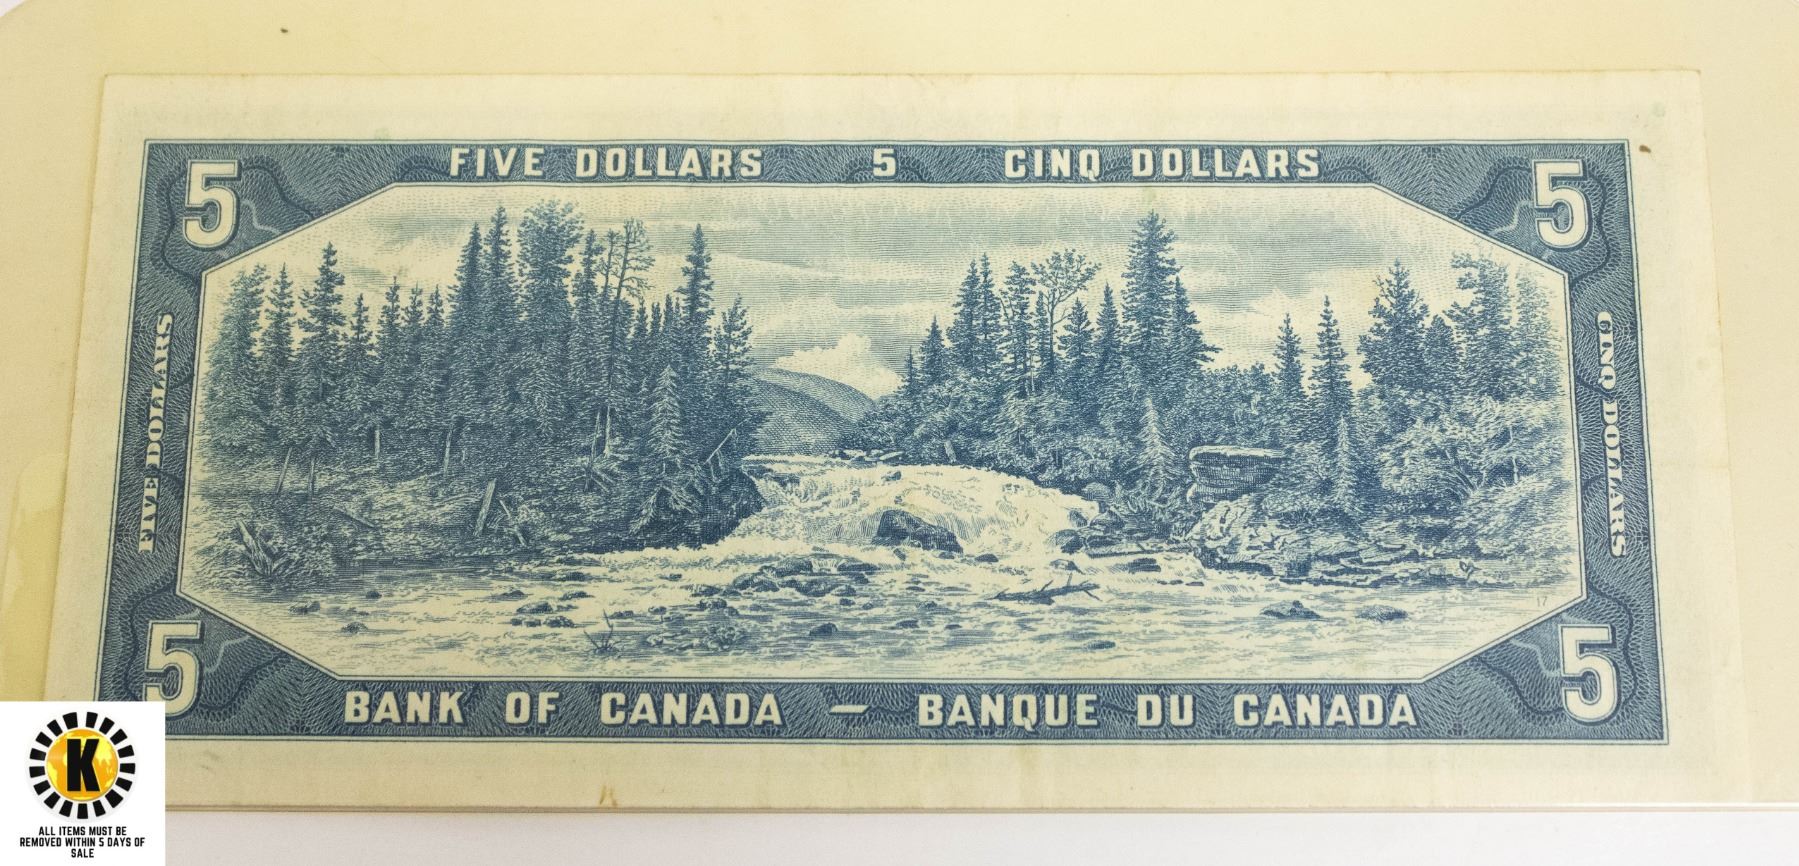 FIVE DOLLARS 5 CINQ DOLLARS
5 5
FIVE DOLLARS
CINQ DOLLARS
17
5 5
BANK OF CANADA — BANQUE DU CANADA
K
ALL ITEMS MUST BE
REMOVED WITHIN 5 DAYS OF
SALE